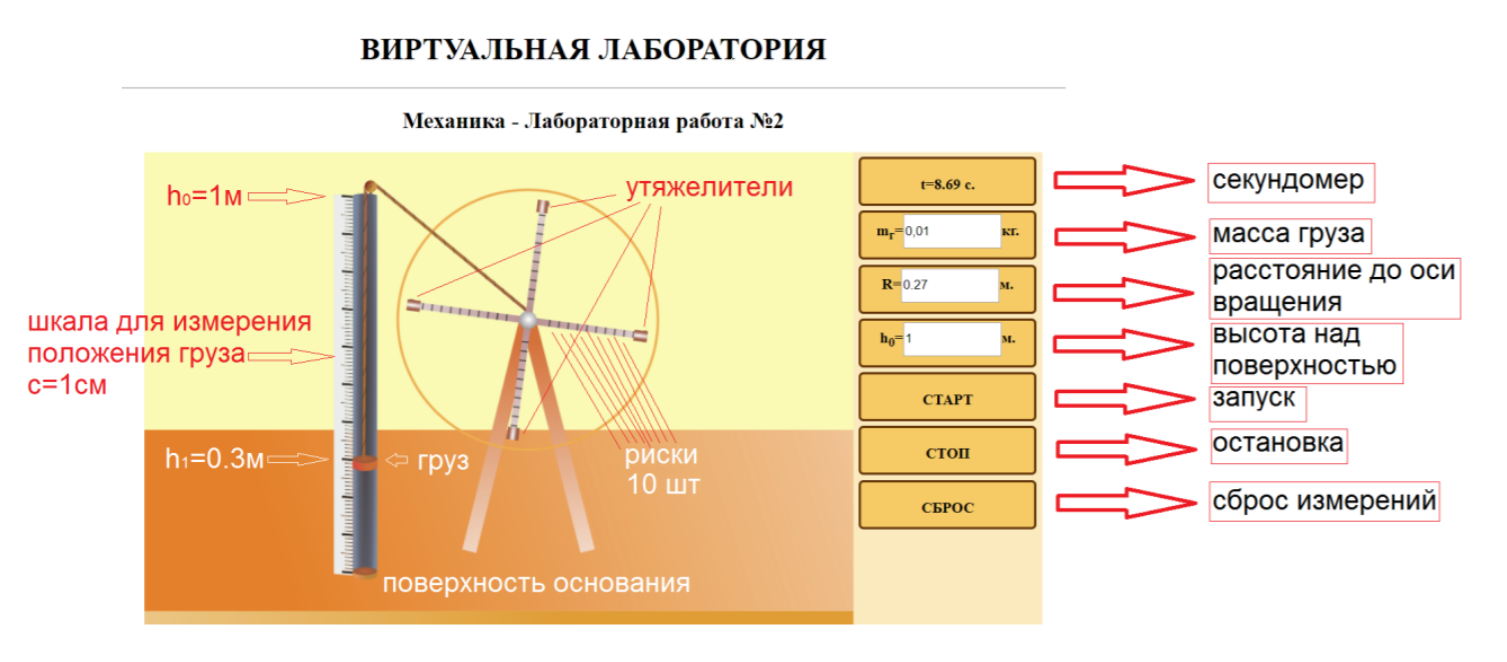 ВИРТУАЛЬНАЯ ЛАБОРАТОРИЯ
Механика - Лабораторная работа №2
h₀=1м
утяжелители
шкала для измерения
положения груза
с=1см
h₁=0.3м
груз
риски
10 шт
поверхность основания
t=8.69 с.
mᵣ=0,01 кг.
R=0.27 м.
h₀=1 м.
СТАРТ
СТОП
СБРОС
секундомер
масса груза
расстояние до оси
вращения
высота над
поверхностью
запуск
остановка
сброс измерений